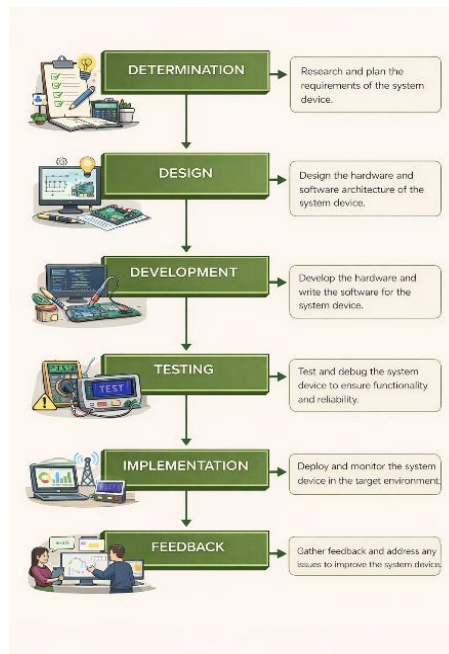 DETERMINATION
Research and plan the
requirements of the system
device.
DESIGN
Design the hardware and
software architecture of the
system device.
DEVELOPMENT
Develop the hardware and
write the software for the
system device.
TESTING
TEST
Test and debug the system
device to ensure functionality
and reliability.
IMPLEMENTATION
Deploy and monitor the system
device in the target environment.
FEEDBACK
Gather feedback and address any
issues to improve the system device.